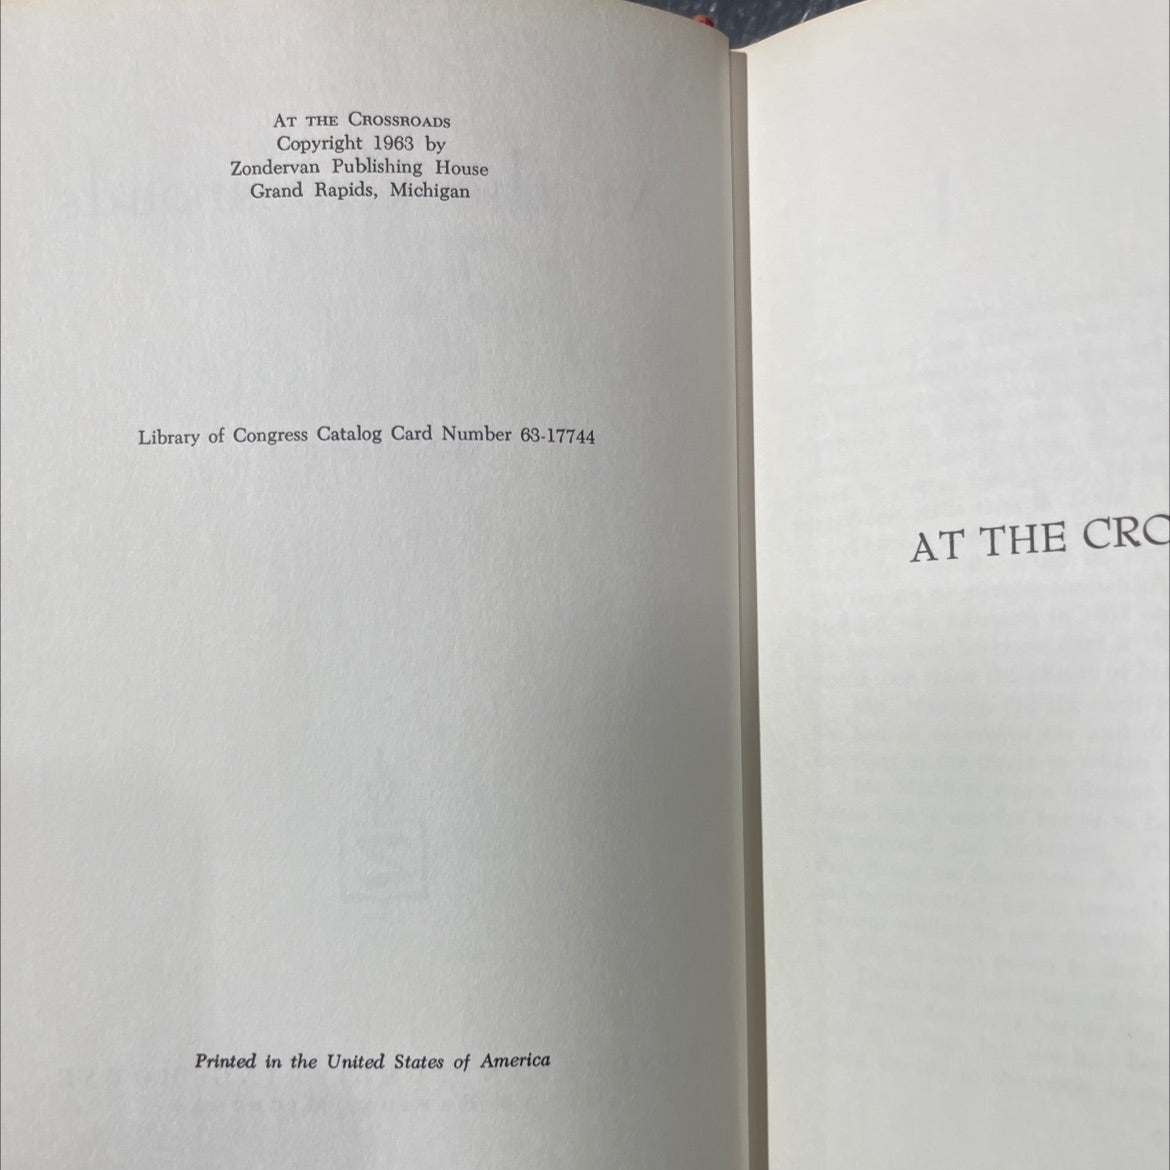 At the Crossroads
Copyright 1963 by
Zondervan Publishing House
Grand Rapids, Michigan
Library of Congress Catalog Card Number 63-17744
Printed in the United States of America
AT THE CRO